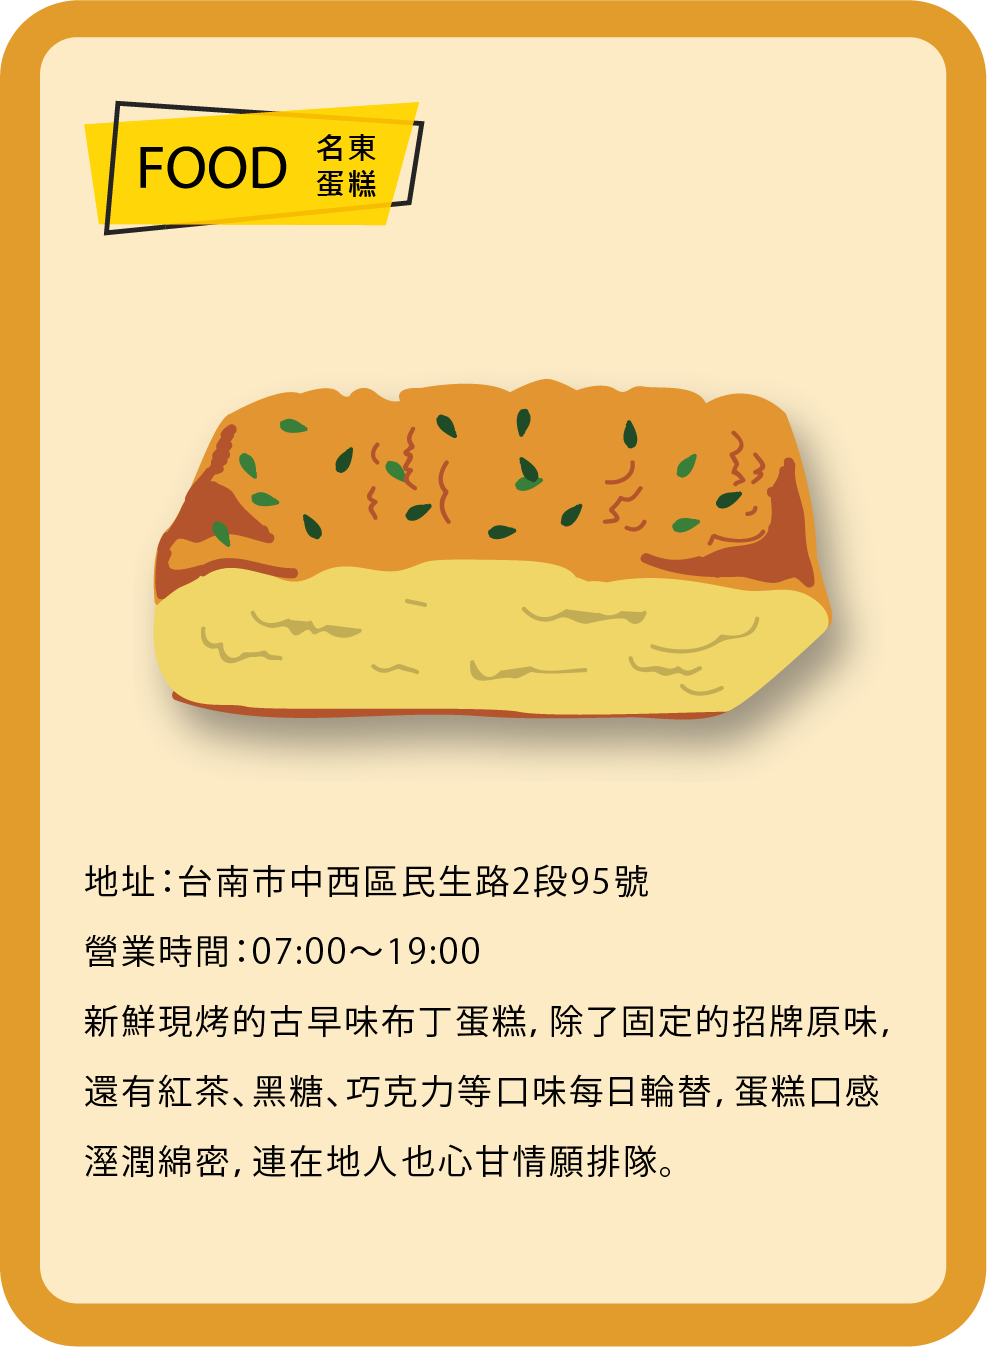 FOOD
名東
蛋糕
地址：台南市中西區民生路2段95號
營業時間：07:00～19:00
新鮮現烤的古早味布丁蛋糕，除了固定的招牌原味，
還有紅茶、黑糖、巧克力等口味每日輪替，蛋糕口感
溼潤綿密，連在地人也心甘情願排隊。